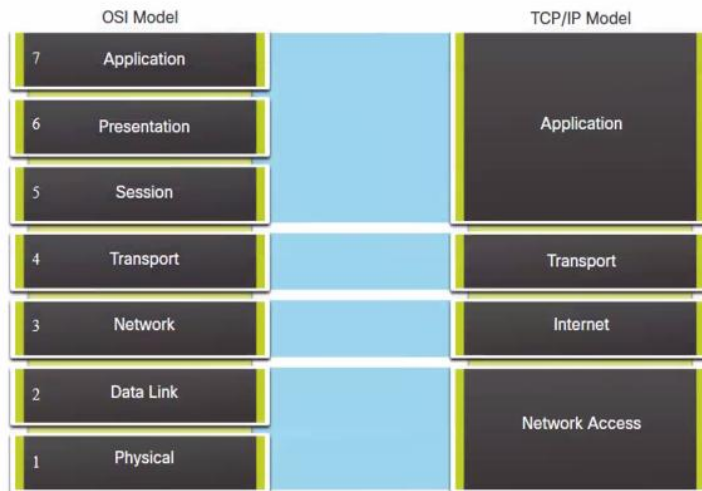 OSI Model
TCP/IP Model
7 Application
6 Presentation
5 Session
4 Transport
3 Network
2 Data Link
1 Physical
Application
Transport
Internet
Network Access